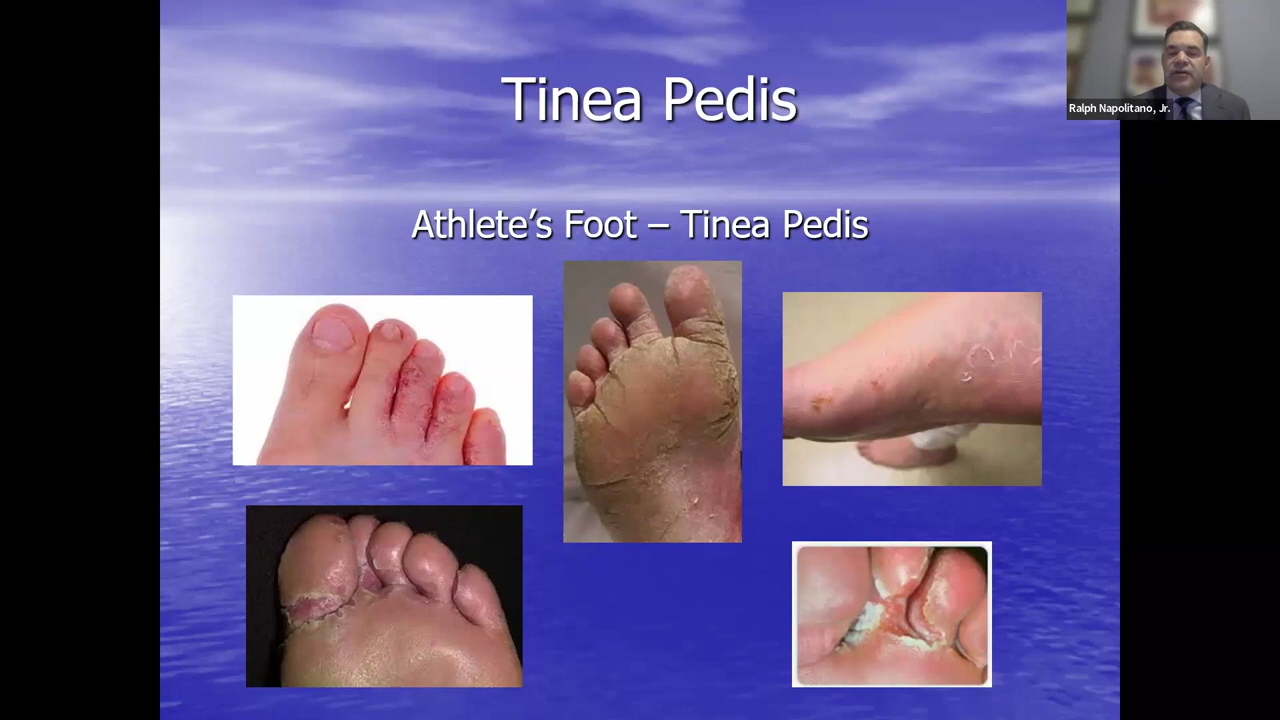 Tinea Pedis
Ralph Napolitano, Jr.
Athlete’s Foot – Tinea Pedis